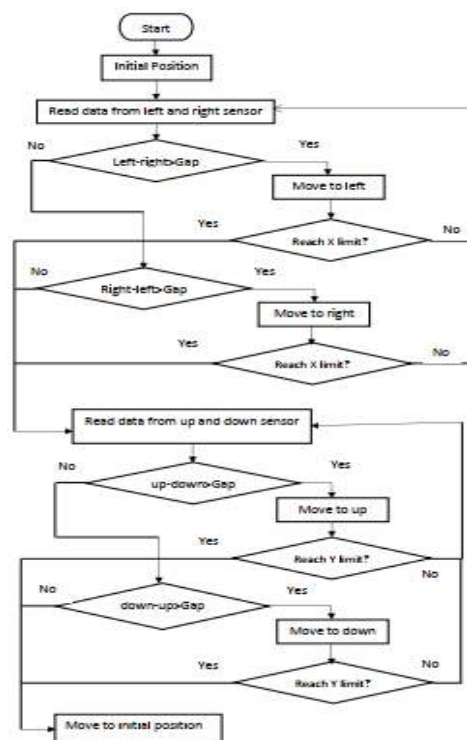 Start
Initial Position
Read data from left and right sensor
No
Yes
Left-right>Gap
Move to left
Yes
No
Reach X limit?
No
Yes
Right-left>Gap
Move to right
Yes
No
Reach X limit?
Read data from up and down sensor
No
Yes
up-down>Gap
Move to up
Yes
No
Reach Y limit?
No
Yes
down-up>Gap
Move to down
Yes
No
Reach Y limit?
Move to initial position